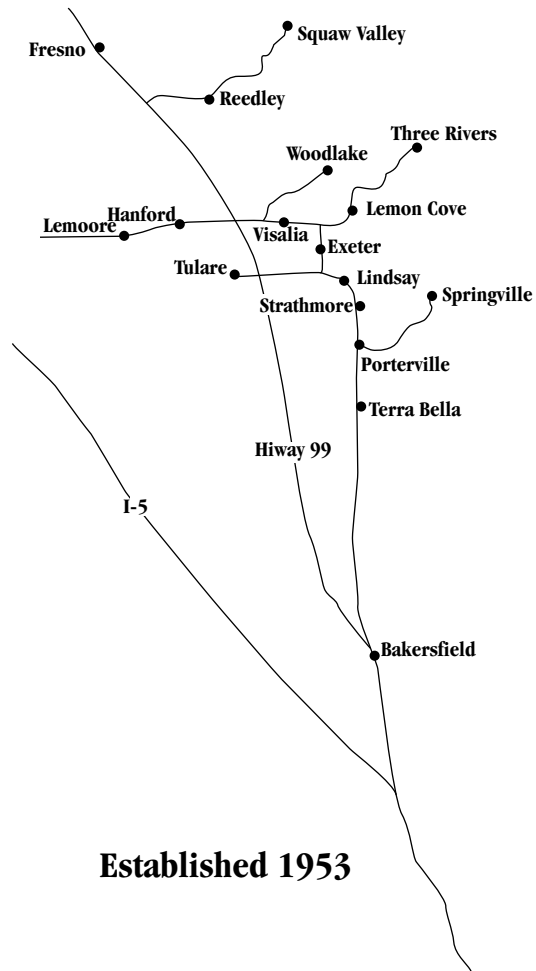 Squaw Valley
Fresno
Reedley
Three Rivers
Woodlake
Lemon Cove
Hanford
Lemoore
Visalia
Exeter
Tulare
Lindsay
Springville
Strathmore
Porterville
Terra Bella
Hiway 99
I-5
Bakersfield
Established 1953